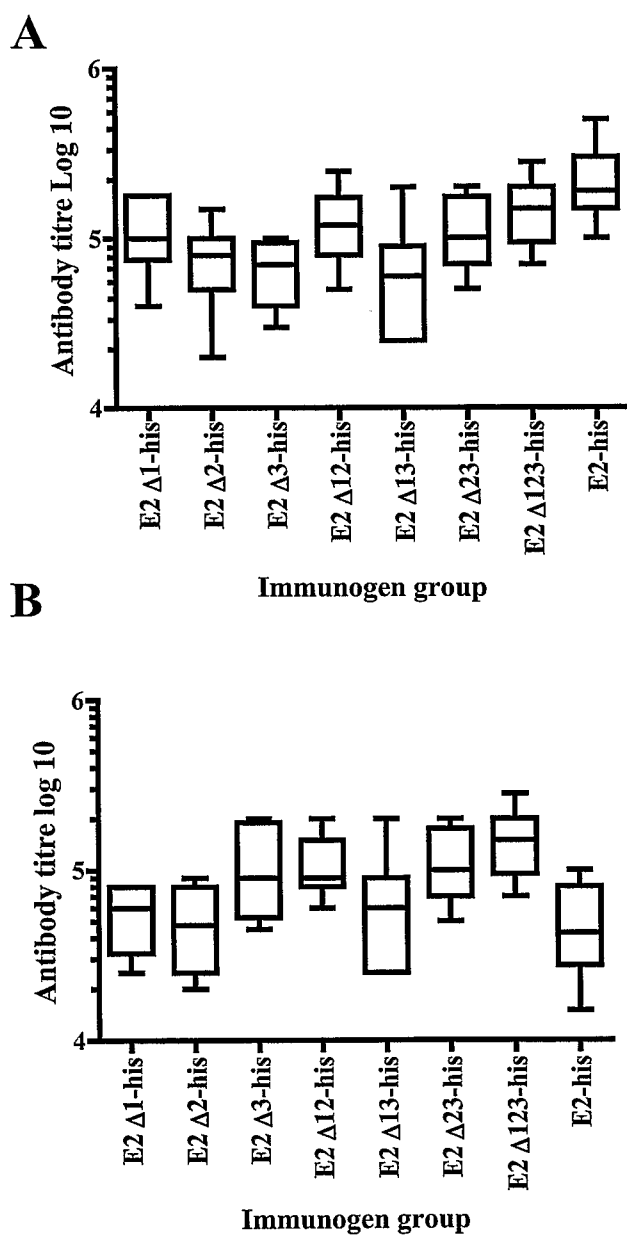 A
Antibody titre Log 10
6
5
4
E2 Δ1-his
E2 Δ2-his
E2 Δ3-his
E2 Δ12-his
E2 Δ13-his
E2 Δ23-his
E2 Δ123-his
E2-his
Immunogen group
B
Antibody titre log 10
6
5
4
E2 Δ1-his
E2 Δ2-his
E2 Δ3-his
E2 Δ12-his
E2 Δ13-his
E2 Δ23-his
E2 Δ123-his
E2-his
Immunogen group